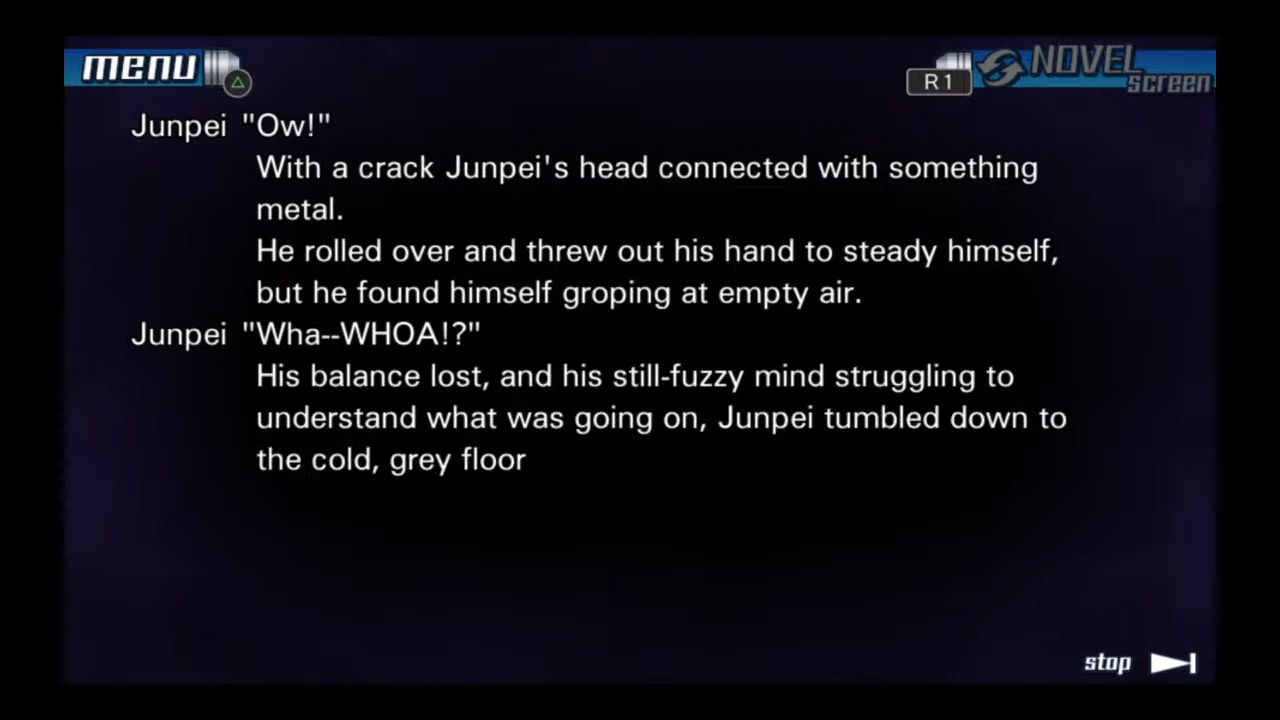 menu
R1
NOVEL
screen
Junpei "Ow!"
With a crack Junpei's head connected with something
metal.
He rolled over and threw out his hand to steady himself,
but he found himself groping at empty air.
Junpei "Wha--WHOA!?"
His balance lost, and his still-fuzzy mind struggling to
understand what was going on, Junpei tumbled down to
the cold, grey floor
stop